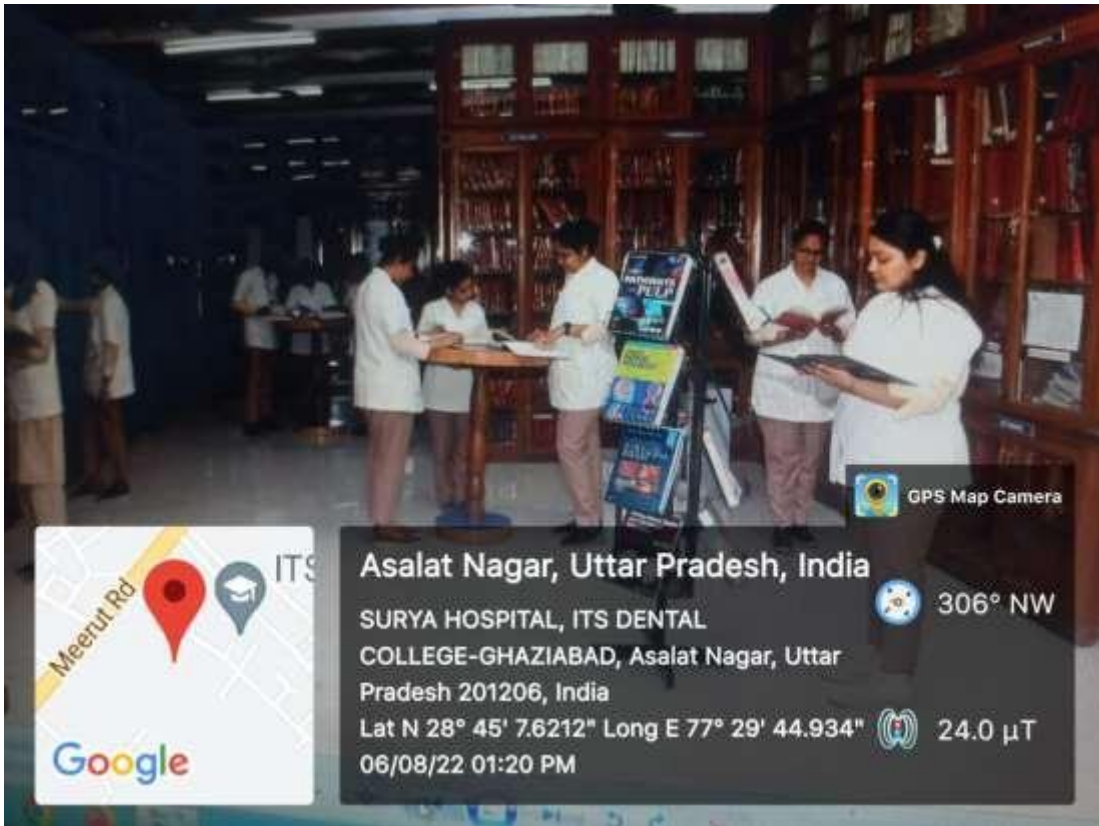 PATHWAYS
PULP
GPS Map Camera
Meerut Rd
ITS
Google
Asalat Nagar, Uttar Pradesh, India
SURYA HOSPITAL, ITS DENTAL
COLLEGE-GHAZIABAD, Asalat Nagar, Uttar
Pradesh 201206, India
Lat N 28° 45' 7.6212" Long E 77° 29' 44.934"
06/08/22 01:20 PM
306° NW
24.0 µT